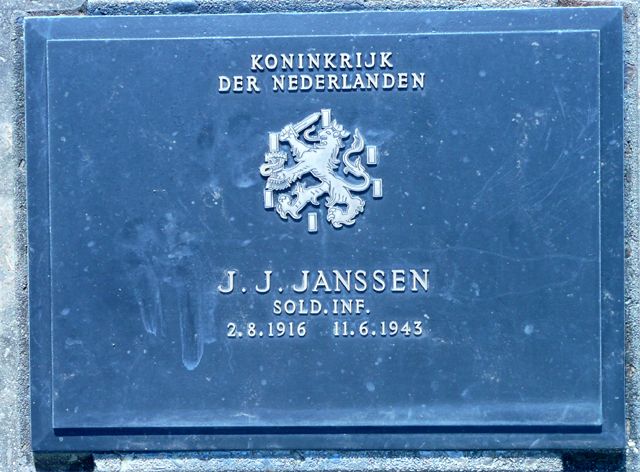 KONINKRIJK
DER NEDERLANDEN
J.J. JANSSEN
SOLD.INF.
2.8.1916 11.6.1943